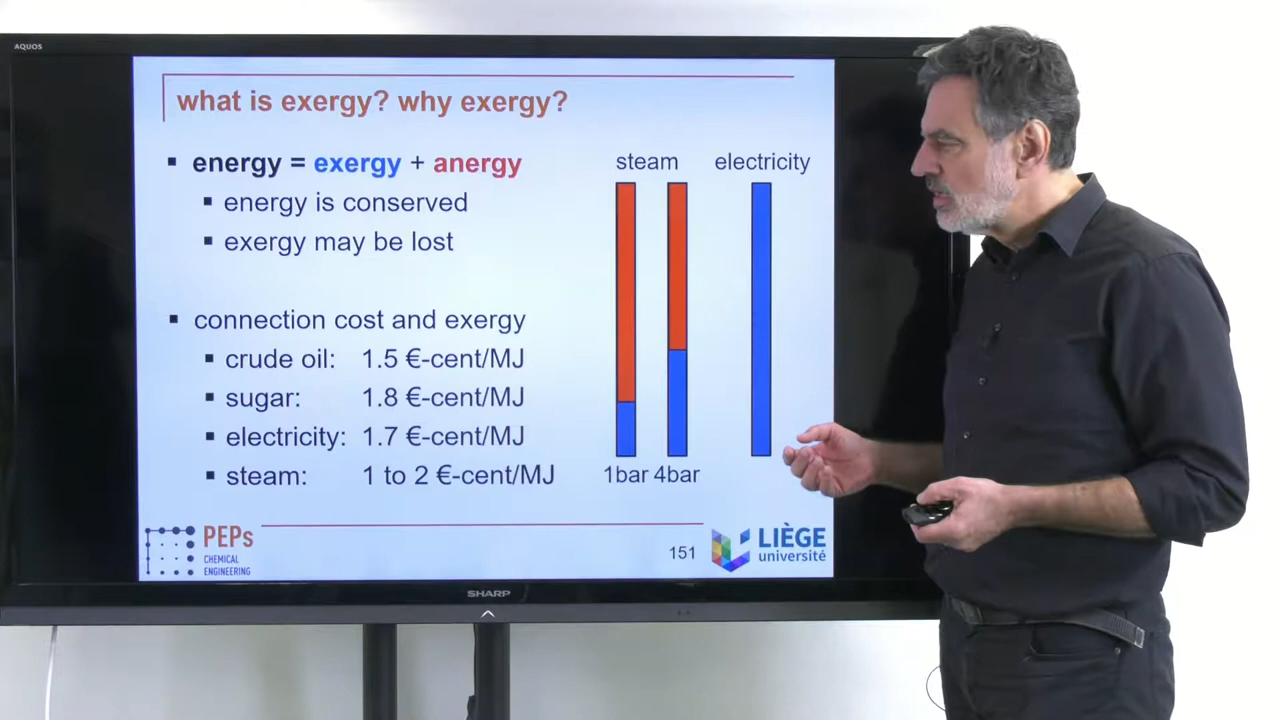 AQUOS
what is exergy? why exergy?
▪ energy = exergy + anergy
▪ energy is conserved
▪ exergy may be lost
▪ connection cost and exergy
▪ crude oil: 1.5 €-cent/MJ
▪ sugar: 1.8 €-cent/MJ
▪ electricity: 1.7 €-cent/MJ
▪ steam: 1 to 2 €-cent/MJ
steam electricity
1bar 4bar
PEPs
CHEMICAL
ENGINEERING
151
LIÈGE
université
SHARP